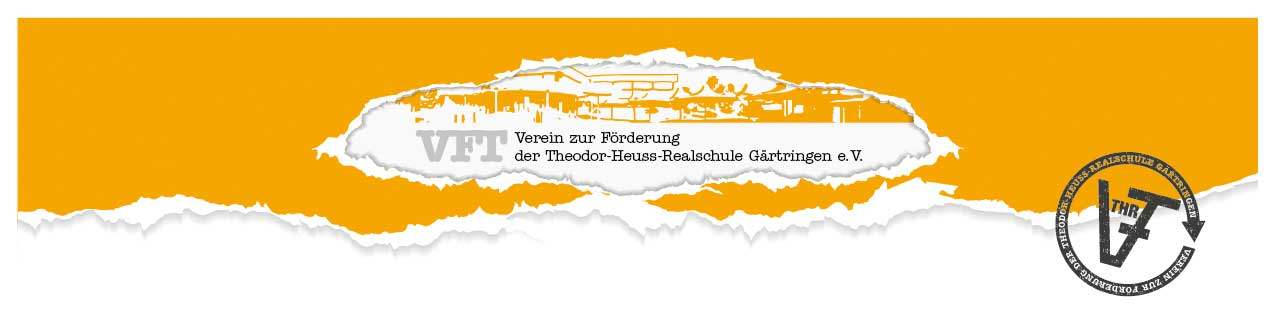 VFT
Verein zur Förderung
der Theodor-Heuss-Realschule Gärtringen e.V.
VEREIN ZUR FÖRDERUNG DER THEODOR-HEUSS-REALSCHULE GÄRTRINGEN
THR
VFT